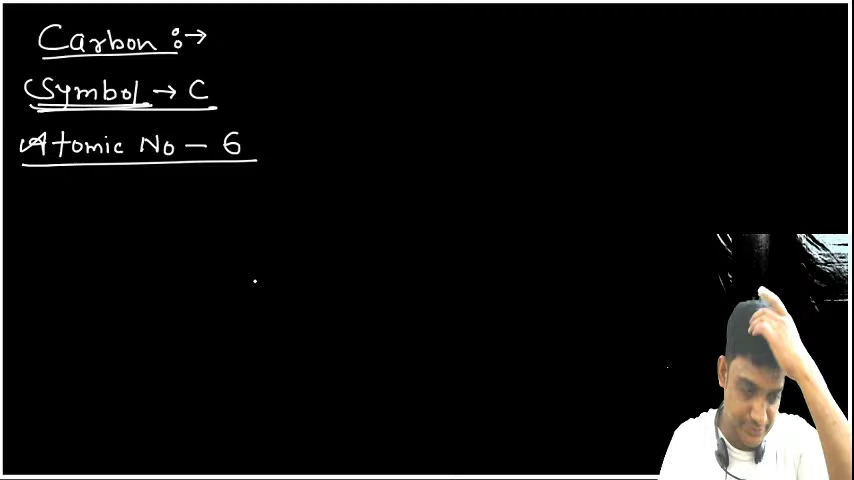 Carbon :→
Symbol → C
Atomic No – 6